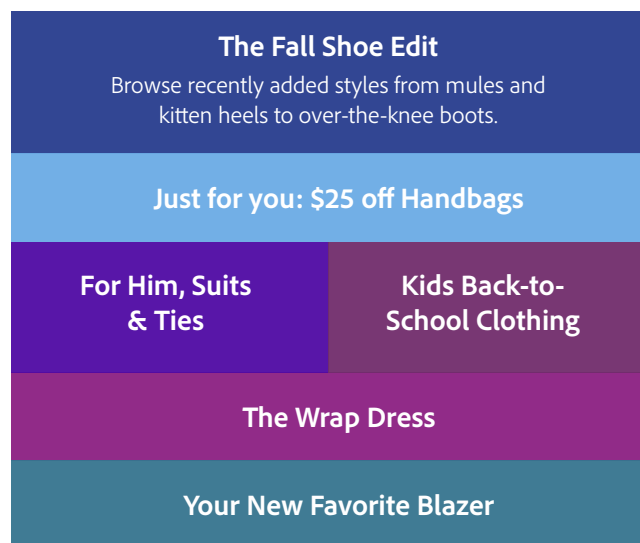 The Fall Shoe Edit
Browse recently added styles from mules and
kitten heels to over-the-knee boots.
Just for you: $25 off Handbags
For Him, Suits
& Ties
Kids Back-to-
School Clothing
The Wrap Dress
Your New Favorite Blazer